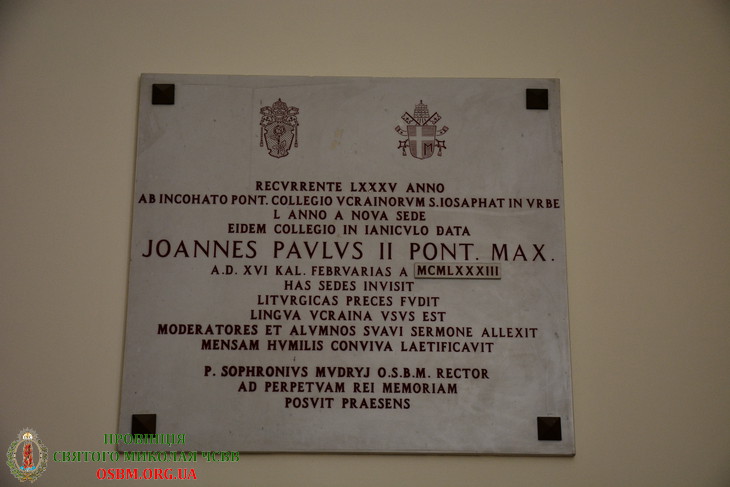 RECVRRENTE LXXXV ANNO
AB INCOHATO PONT. COLLEGIO VCRAINORVM S. IOSAPHAT IN VRBE
L ANNO A NOVA SEDE
EIDEM COLLEGIO IN IANICVLO DATA
JOANNES PAVLVS II PONT. MAX.
A.D. XVI KAL. FEBRVARIAS A MCMLXXXIII
HAS SEDES INVISIT
LITVRGICAS PRECES FVDIT
LINGVA VCRAINA VSVS EST
MODERATORES ET ALVMNOS SVAVI SERMONE ALLEXIT
MENSAM HVMILIS CONVIVA LAETIFICAVIT
P. SOPHRONIVS MVDRYJ O.S.B.M. RECTOR
AD PERPETVAM REI MEMORIAM
POSVIT PRAESENS
ПРОВІНЦІЯ
СВЯТОГО МИКОЛАЯ ЧСВВ
OSBM.ORG.UA